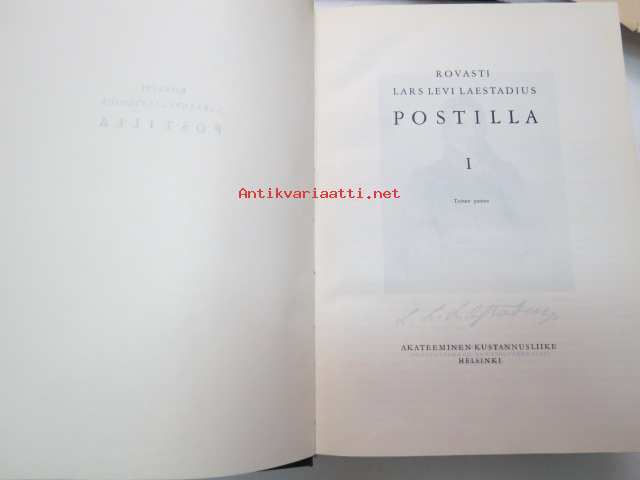 ROVASTI
LARS LEVI LAESTADIUS
POSTILLA
I
Toinen painos
AKATEEMINEN KUSTANNUSLIIKE
HELSINKI
Antikvariaatti.net